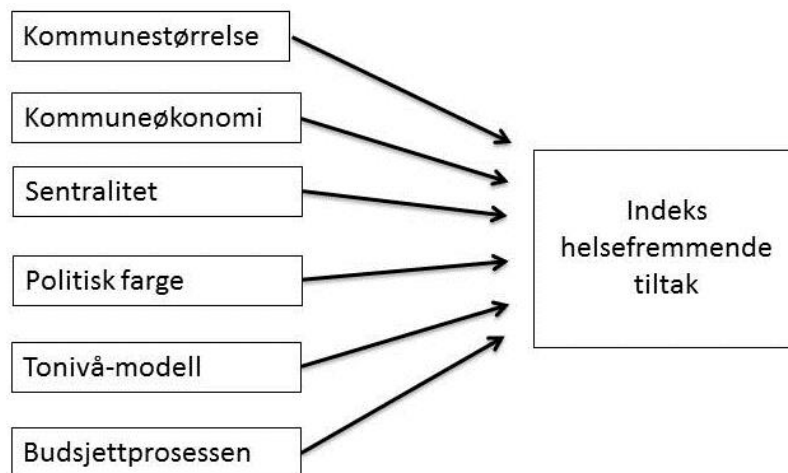 Kommunestørrelse
Kommuneøkonomi
Sentralitet
Politisk farge
Tonivå-modell
Budsjettprosessen
Indeks
helsefremmende
tiltak